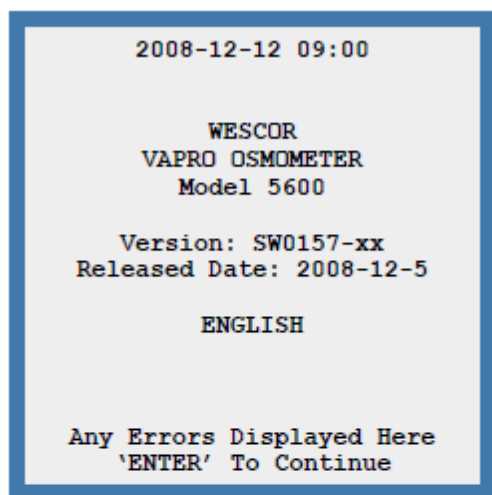 2008-12-12 09:00
WESCOR
VAPRO OSMOMETER
Model 5600
Version: SW0157-xx
Released Date: 2008-12-5
ENGLISH
Any Errors Displayed Here
‘ENTER’ To Continue